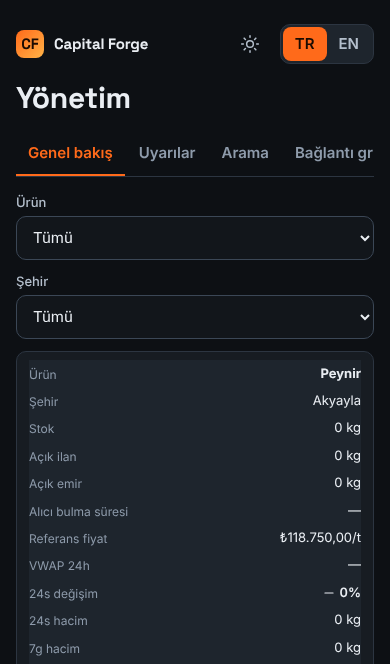 CF Capital Forge TR EN
Yönetim
Genel bakış Uyarılar Arama Bağlantı gr
Ürün
Tümü
Şehir
Tümü
Ürün Peynir
Şehir Akyayla
Stok 0 kg
Açık ilan 0 kg
Açık emir 0 kg
Alıcı bulma süresi —
Referans fiyat ₺118.750,00/t
VWAP 24h —
24s değişim — 0%
24s hacim 0 kg
7g hacim 0 kg